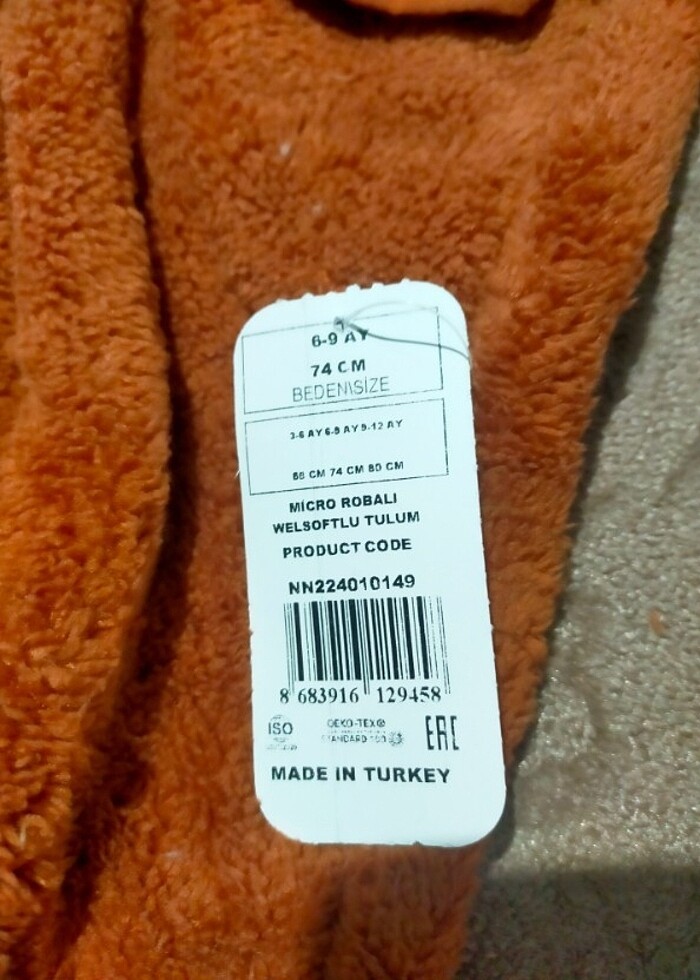 6-9 AY
74 CM
BEDEN\SİZE
3-6 AY 6-9 AY 9-12 AY
68 CM 74 CM 80 CM
MİCRO ROBALI
WELSOFTLU TULUM
PRODUCT CODE
NN224010149
8 683916 129458
ISO
OEKO-TEX®
STANDARD 100
EAC
MADE IN TURKEY